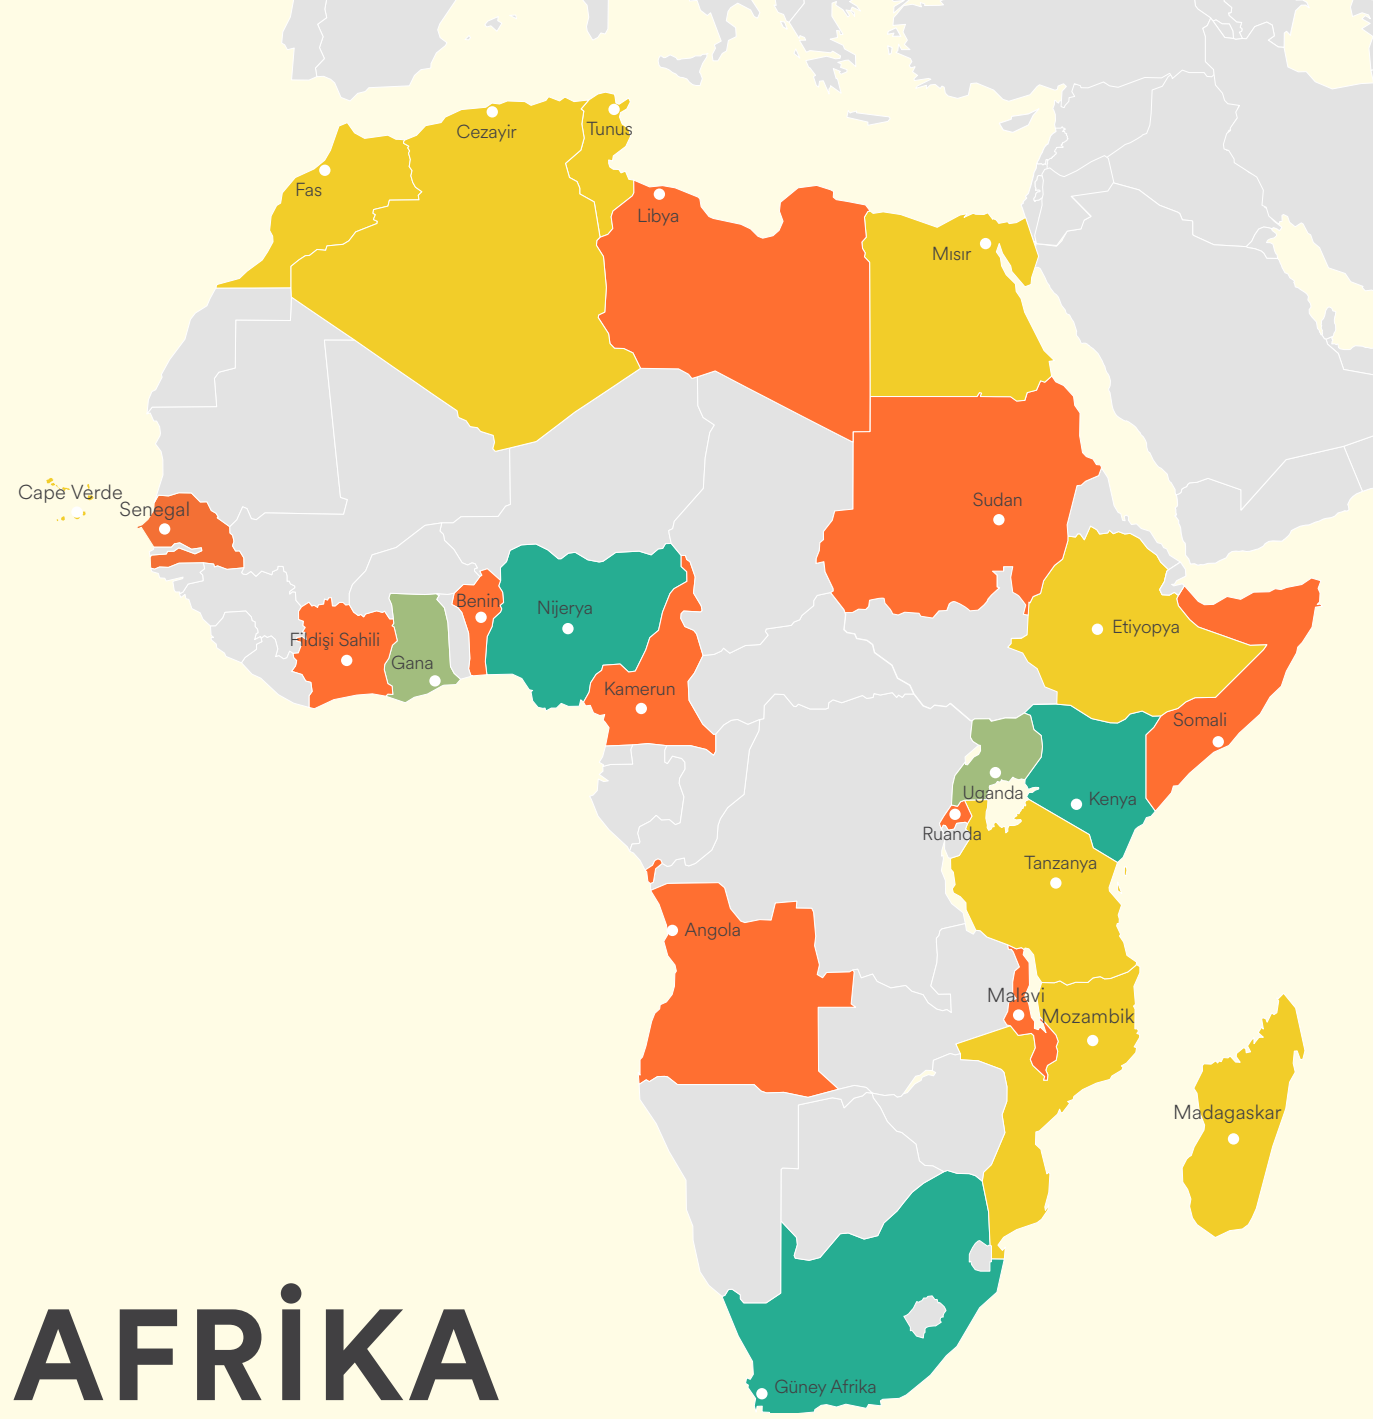 Cezayir
Tunus
Fas
Libya
Mısır
Cape Verde
Senegal
Sudan
Benin
Nijerya
Etiyopya
Fildişi Sahili
Gana
Kamerun
Somali
Uganda
Kenya
Ruanda
Tanzanya
Angola
Malavi
Mozambik
Madagaskar
Güney Afrika
AFRİKA